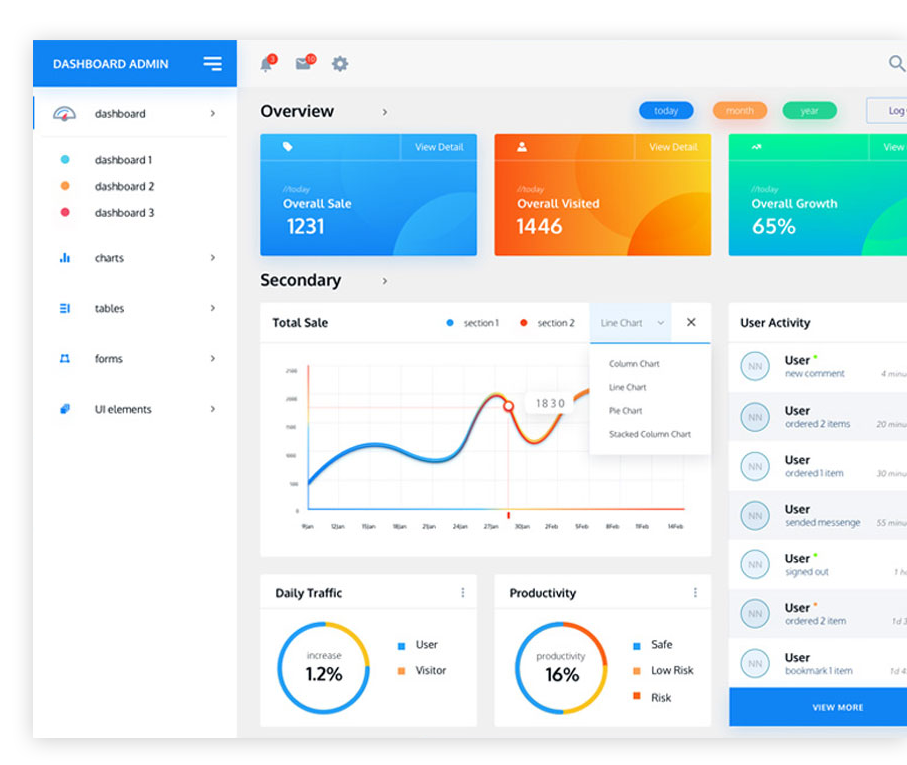 DASHBOARD ADMIN
3
10
dashboard
dashboard 1
dashboard 2
dashboard 3
charts
tables
forms
UI elements
Overview
today
month
year
Log
View Detail
//today
Overall Sale
1231
View Detail
//today
Overall Visited
1446
View
//today
Overall Growth
65%
Secondary
Total Sale
section 1
section 2
Line Chart
Column Chart
Line Chart
Pie Chart
Stacked Column Chart
2500
2000
1500
1000
0
1830
9Jan 12Jan 15Jan 18Jan 21Jan 24Jan 27Jan 30Jan 2Feb 5Feb 8Feb 11Feb 14Feb
User Activity
NN
User
new comment
4 minu
NN
User
ordered 2 items
20 minu
NN
User
ordered 1 item
30 minu
NN
User
sended messenge
55 minu
NN
User
signed out
1 h
NN
User
ordered 2 item
1d 3
NN
User
bookmark 1 item
1d 4
VIEW MORE
Daily Traffic
increase
1.2%
User
Visitor
Productivity
productivity
16%
Safe
Low Risk
Risk